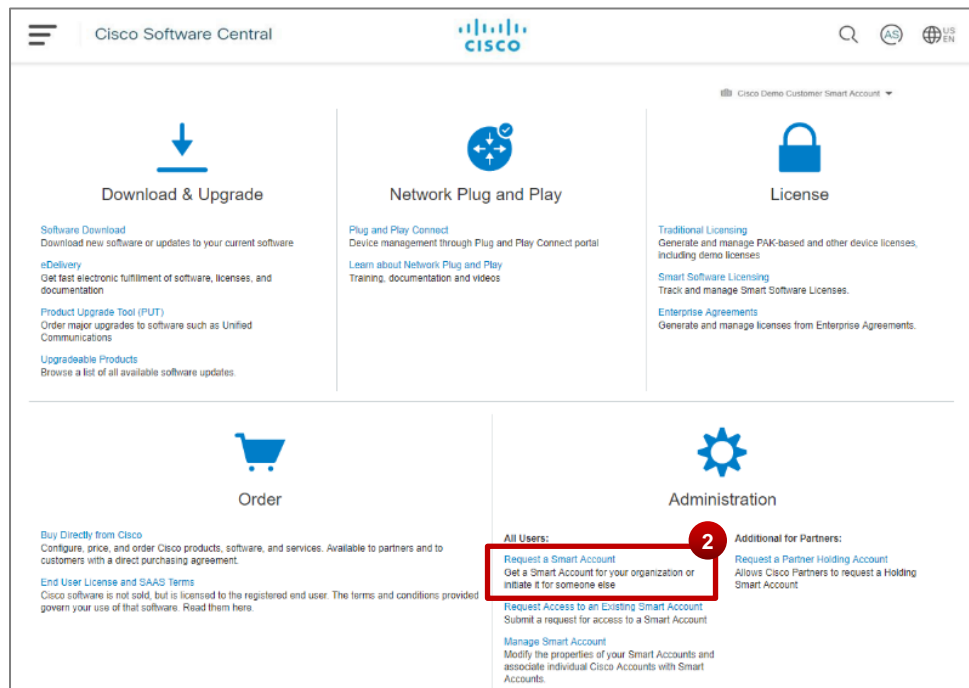 Cisco Software Central
CISCO
AS
US
EN
Cisco Demo Customer Smart Account
Download & Upgrade
Software Download
Download new software or updates to your current software
eDelivery
Get fast electronic fulfillment of software, licenses, and
documentation
Product Upgrade Tool (PUT)
Order major upgrades to software such as Unified
Communications
Upgradeable Products
Browse a list of all available software updates.
Network Plug and Play
Plug and Play Connect
Device management through Plug and Play Connect portal
Learn about Network Plug and Play
Training, documentation and videos
License
Traditional Licensing
Generate and manage PAK-based and other device licenses,
including demo licenses
Smart Software Licensing
Track and manage Smart Software Licenses.
Enterprise Agreements
Generate and manage licenses from Enterprise Agreements.
Order
Buy Directly from Cisco
Configure, price, and order Cisco products, software, and services. Available to partners and to
customers with a direct purchasing agreement.
End User License and SAAS Terms
Cisco software is not sold, but is licensed to the registered end user. The terms and conditions provided
govern your use of that software. Read them here.
Administration
All Users:
2
Request a Smart Account
Get a Smart Account for your organization or
initiate it for someone else
Request Access to an Existing Smart Account
Submit a request for access to a Smart Account
Manage Smart Account
Modify the properties of your Smart Accounts and
associate individual Cisco Accounts with Smart
Accounts.
Additional for Partners:
Request a Partner Holding Account
Allows Cisco Partners to request a Holding
Smart Account